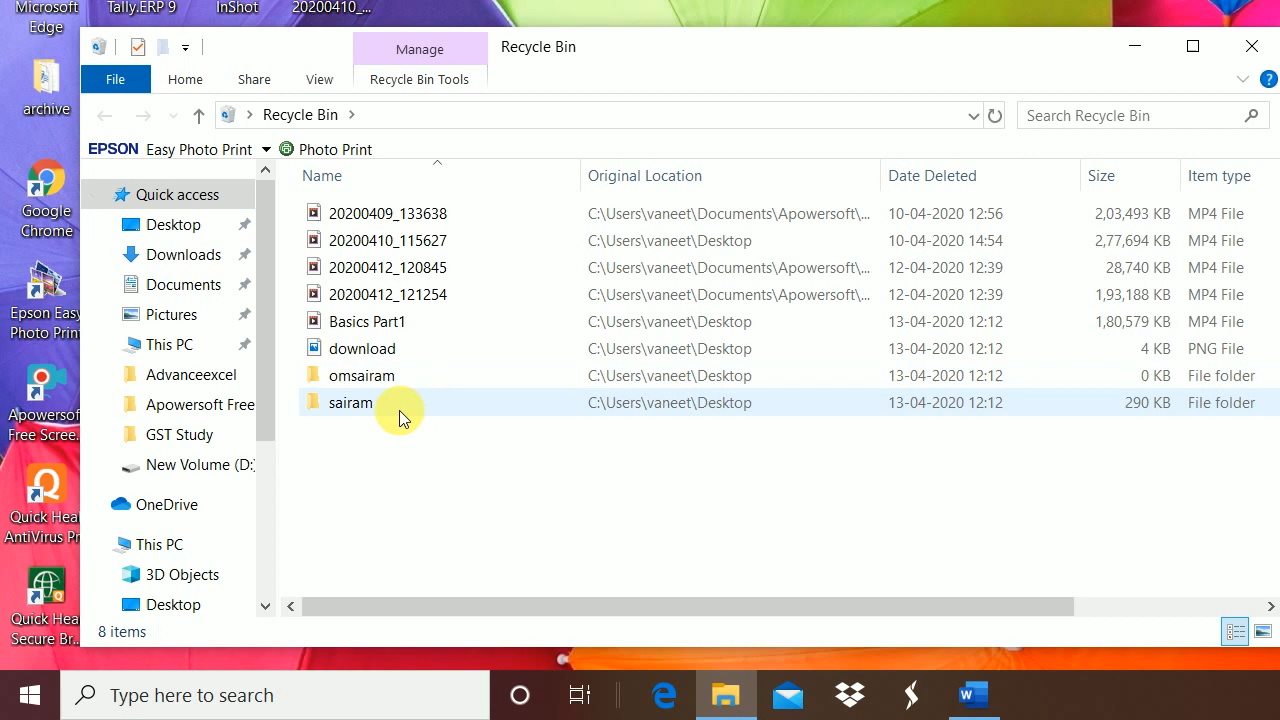 Microsoft
Edge
Tally.ERP 9
InShot
20200410_...
archive
Google
Chrome
Epson Easy
Photo Print
Apowersoft
Free Scree...
Quick Hea
AntiVirus Pr
Quick Hea
Secure Br...
Manage
Recycle Bin
File
Home
Share
View
Recycle Bin Tools
?
Recycle Bin
Search Recycle Bin
EPSON Easy Photo Print
Photo Print
Name
Original Location
Date Deleted
Size
Item type
20200409_133638 C:\Users\vaneet\Documents\Apowersoft\... 10-04-2020 12:56 2,03,493 KB MP4 File
20200410_115627 C:\Users\vaneet\Desktop 10-04-2020 14:54 2,77,694 KB MP4 File
20200412_120845 C:\Users\vaneet\Documents\Apowersoft\... 12-04-2020 12:39 28,740 KB MP4 File
20200412_121254 C:\Users\vaneet\Documents\Apowersoft\... 12-04-2020 12:39 1,93,188 KB MP4 File
Basics Part1 C:\Users\vaneet\Desktop 13-04-2020 12:12 1,80,579 KB MP4 File
download C:\Users\vaneet\Desktop 13-04-2020 12:12 4 KB PNG File
omsairam C:\Users\vaneet\Desktop 13-04-2020 12:12 0 KB File folder
sairam C:\Users\vaneet\Desktop 13-04-2020 12:12 290 KB File folder
Quick access
Desktop
Downloads
Documents
Pictures
This PC
Advanceexcel
Apowersoft Free
GST Study
New Volume (D:)
OneDrive
This PC
3D Objects
Desktop
8 items
Type here to search